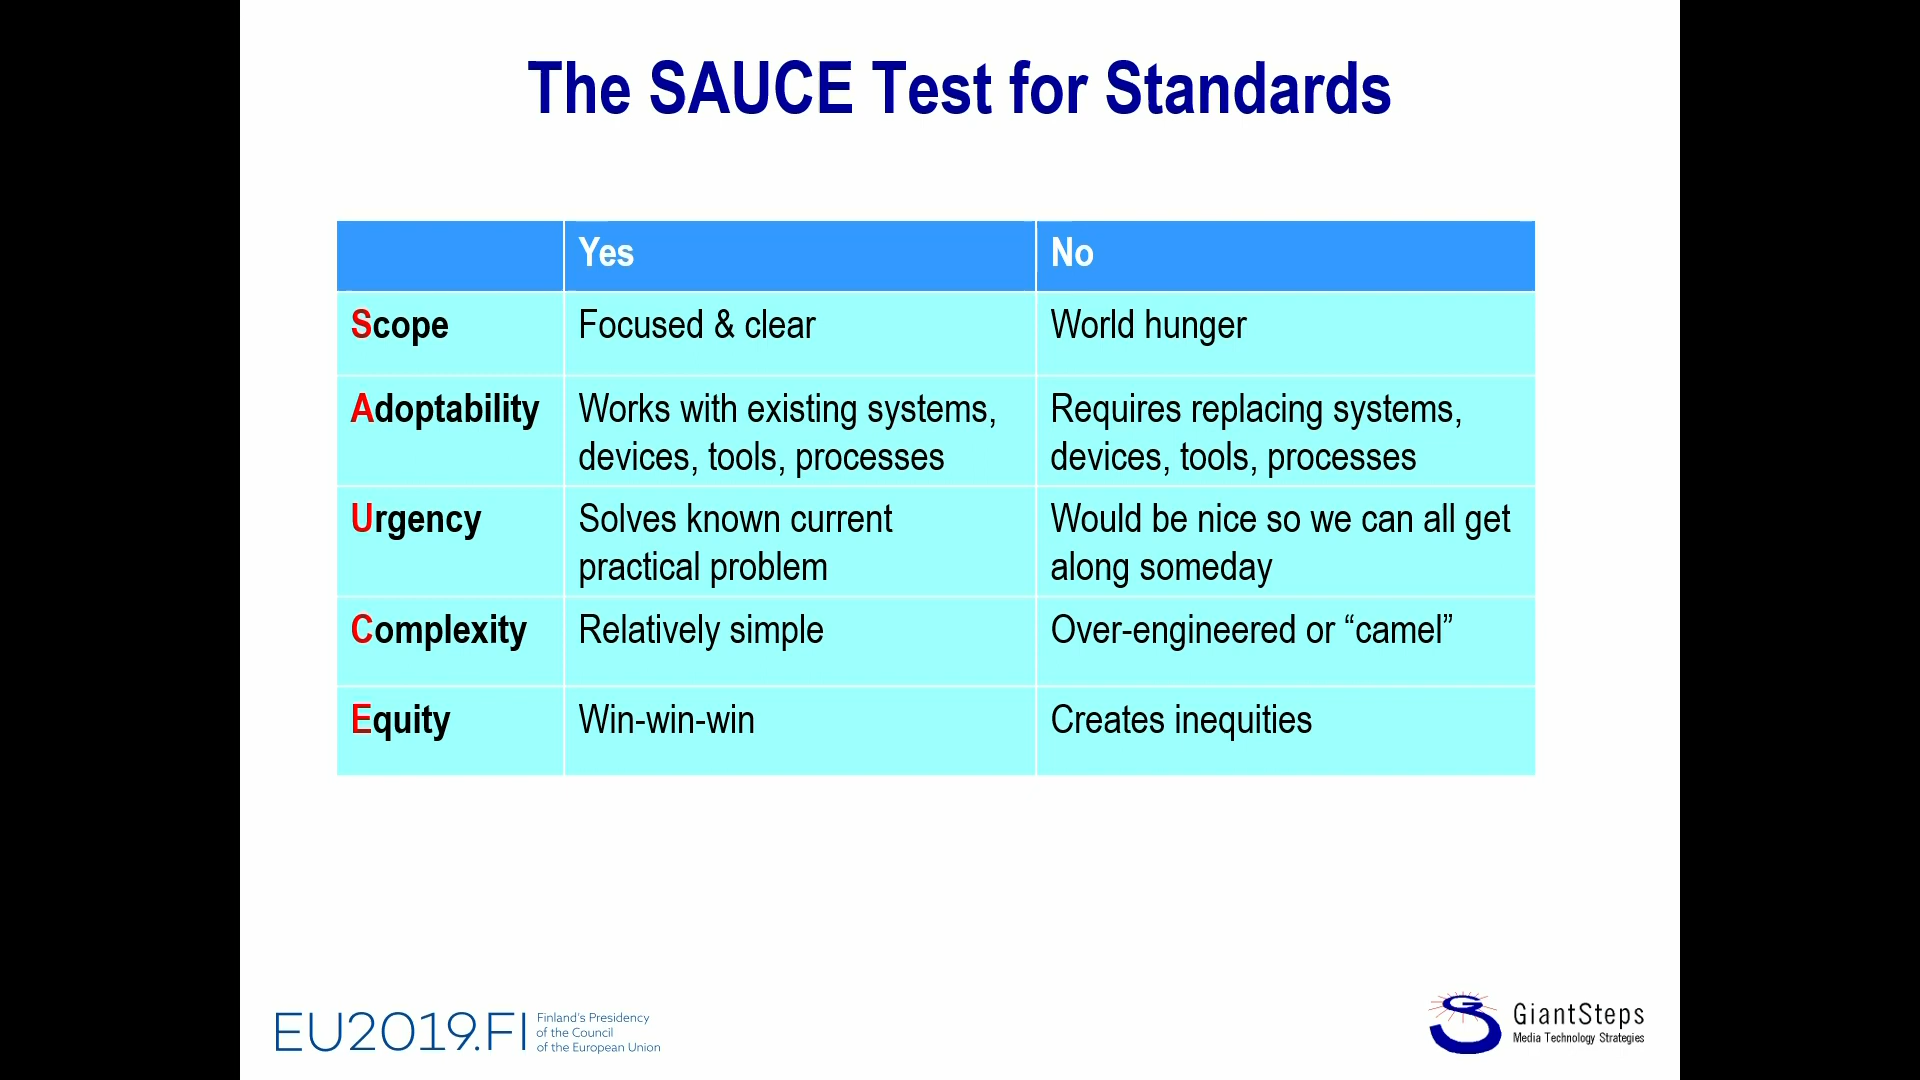 The SAUCE Test for Standards
Yes
No
Scope
Focused & clear
World hunger
Adoptability
Works with existing systems,
devices, tools, processes
Requires replacing systems,
devices, tools, processes
Urgency
Solves known current
practical problem
Would be nice so we can all get
along someday
Complexity
Relatively simple
Over-engineered or “camel”
Equity
Win-win-win
Creates inequities
EU2019.FI
Finland's Presidency
of the Council
of the European Union
GiantSteps
Media Technology Strategies